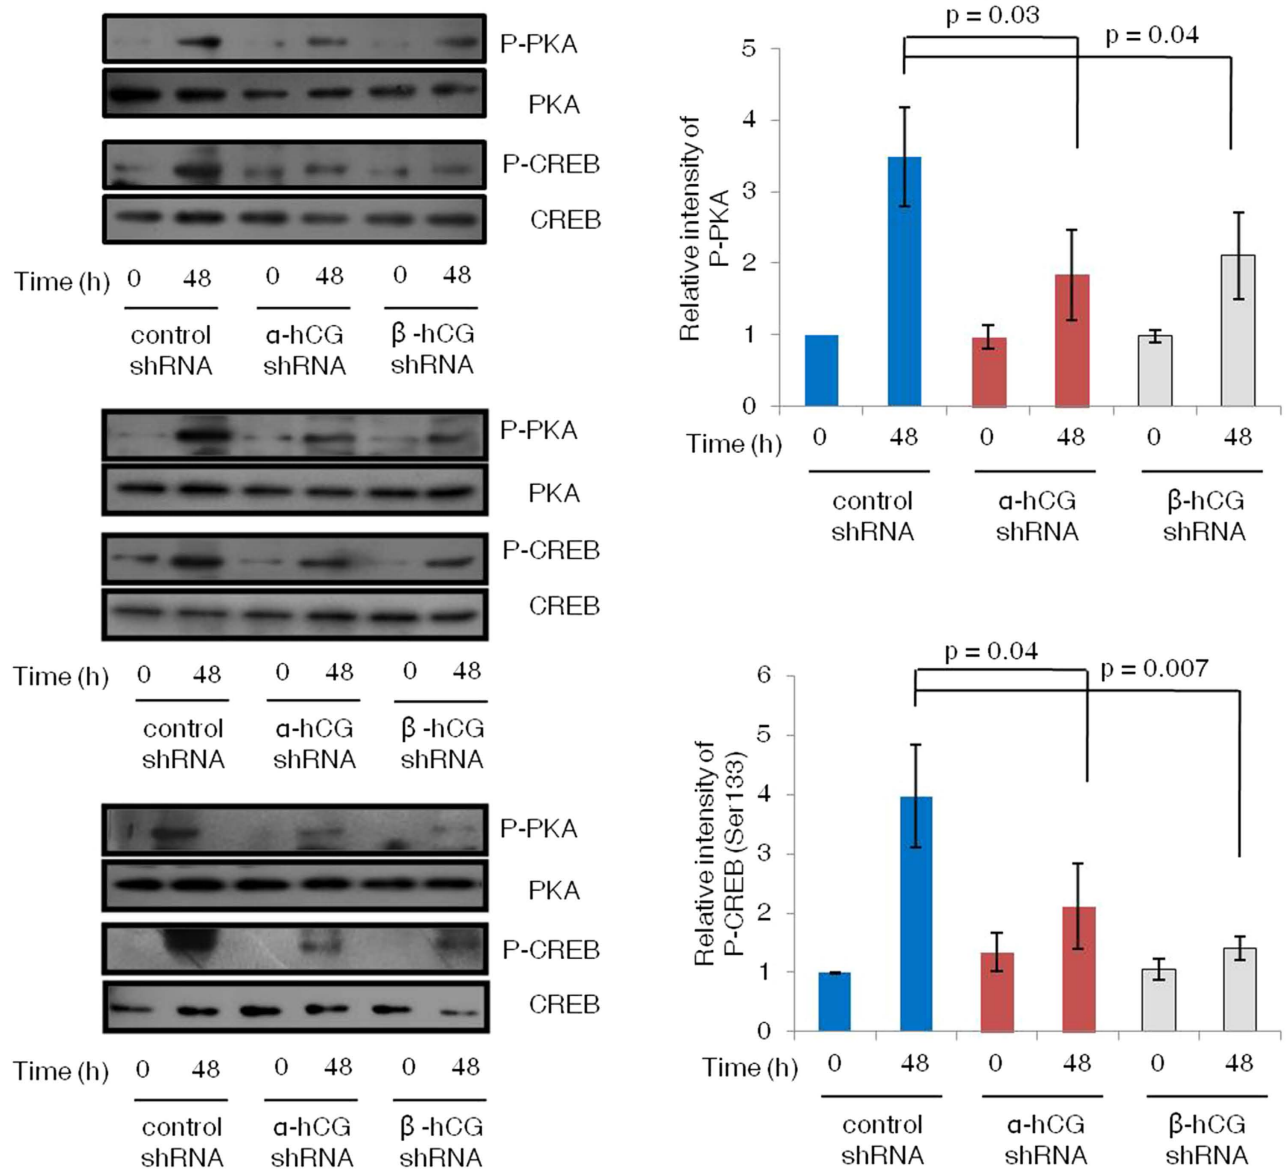 P-PKA
PKA
P-CREB
CREB
Time (h) 0 48 0 48 0 48
control α-hCG β -hCG
shRNA shRNA shRNA
P-PKA
PKA
P-CREB
CREB
Time (h) 0 48 0 48 0 48
control α-hCG β -hCG
shRNA shRNA shRNA
P-PKA
PKA
P-CREB
CREB
Time (h) 0 48 0 48 0 48
control α-hCG β -hCG
shRNA shRNA shRNA
p = 0.03
p = 0.04
Relative intensity of
P-PKA
5
4
3
2
1
0
Time (h) 0 48 0 48 0 48
control α-hCG β-hCG
shRNA shRNA shRNA
p = 0.04
p = 0.007
Relative intensity of
P-CREB (Ser133)
6
5
4
3
2
1
0
Time (h) 0 48 0 48 0 48
control α-hCG β-hCG
shRNA shRNA shRNA